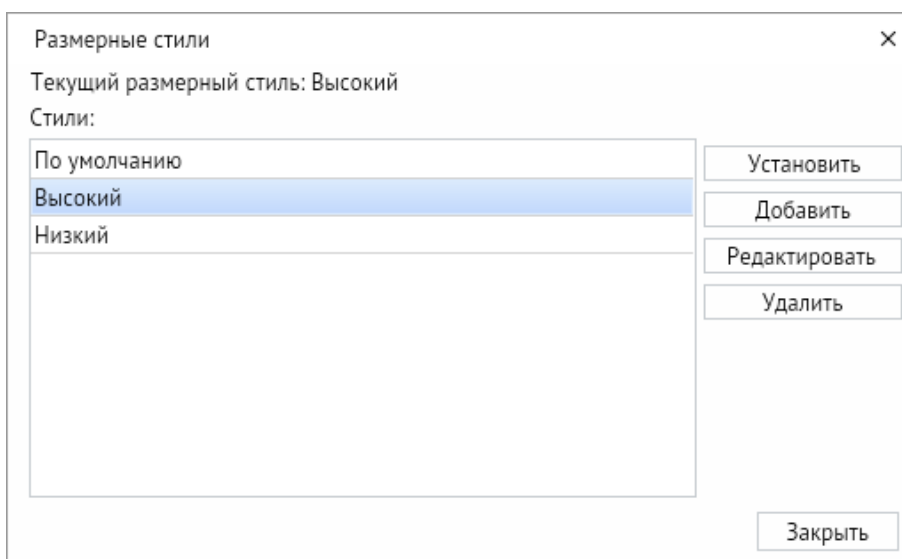 Размерные стили
Текущий размерный стиль: Высокий
Стили:
По умолчанию
Высокий
Низкий
Установить
Добавить
Редактировать
Удалить
Закрыть